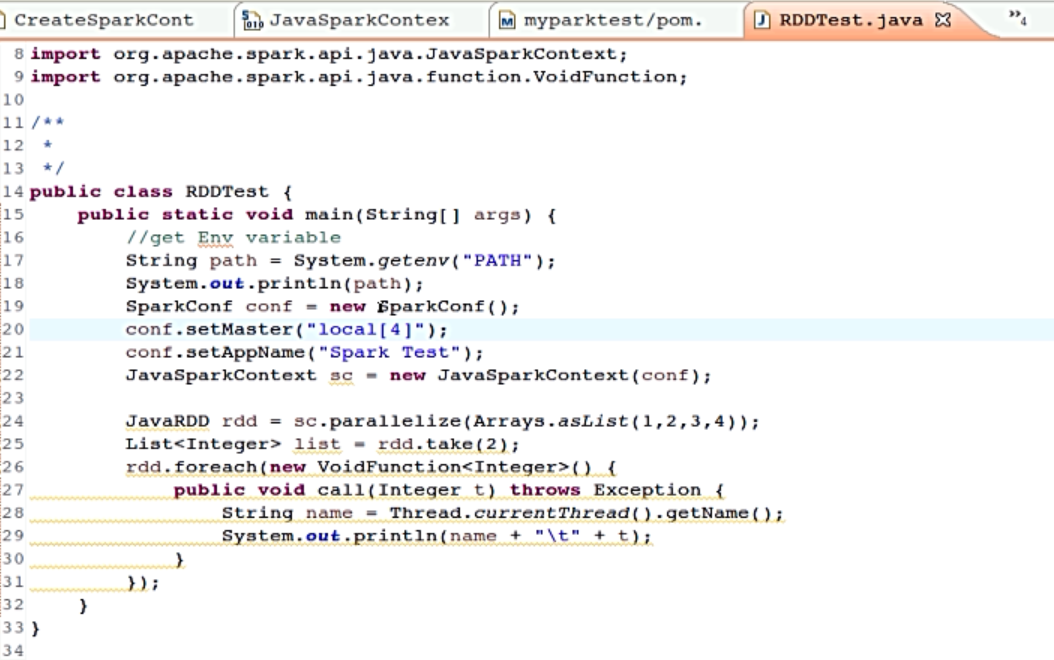 CreateSparkCont JavaSparkContex myparktest/pom. RDDTest.java »4
8 import org.apache.spark.api.java.JavaSparkContext;
9 import org.apache.spark.api.java.function.VoidFunction;
10
11 /**
12 *
13 */
14 public class RDDTest {
15 public static void main(String[] args) {
16 //get Env variable
17 String path = System.getenv("PATH");
18 System.out.println(path);
19 SparkConf conf = new SparkConf();
20 conf.setMaster("local[4]");
21 conf.setAppName("Spark Test");
22 JavaSparkContext sc = new JavaSparkContext(conf);
23
24 JavaRDD rdd = sc.parallelize(Arrays.asList(1,2,3,4));
25 List<Integer> list = rdd.take(2);
26 rdd.foreach(new VoidFunction<Integer>() {
27 public void call(Integer t) throws Exception {
28 String name = Thread.currentThread().getName();
29 System.out.println(name + "\t" + t);
30 }
31 });
32 }
33 }
34